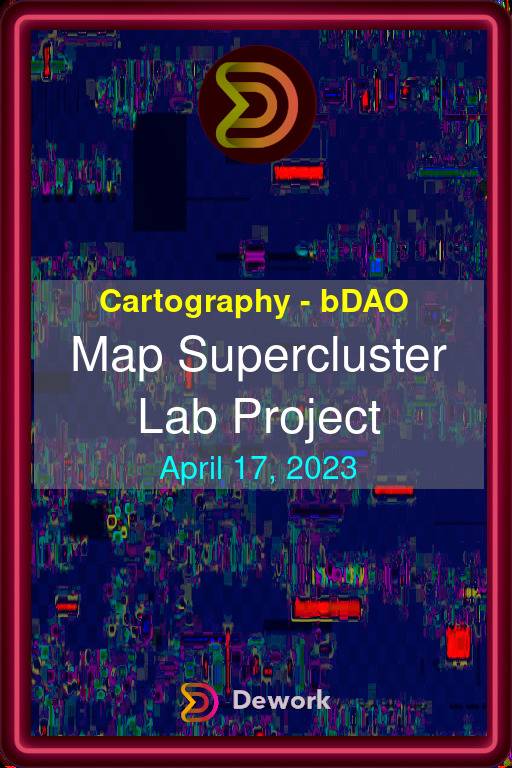 Cartography - bDAO
Map Supercluster
Lab Project
April 17, 2023
Dework